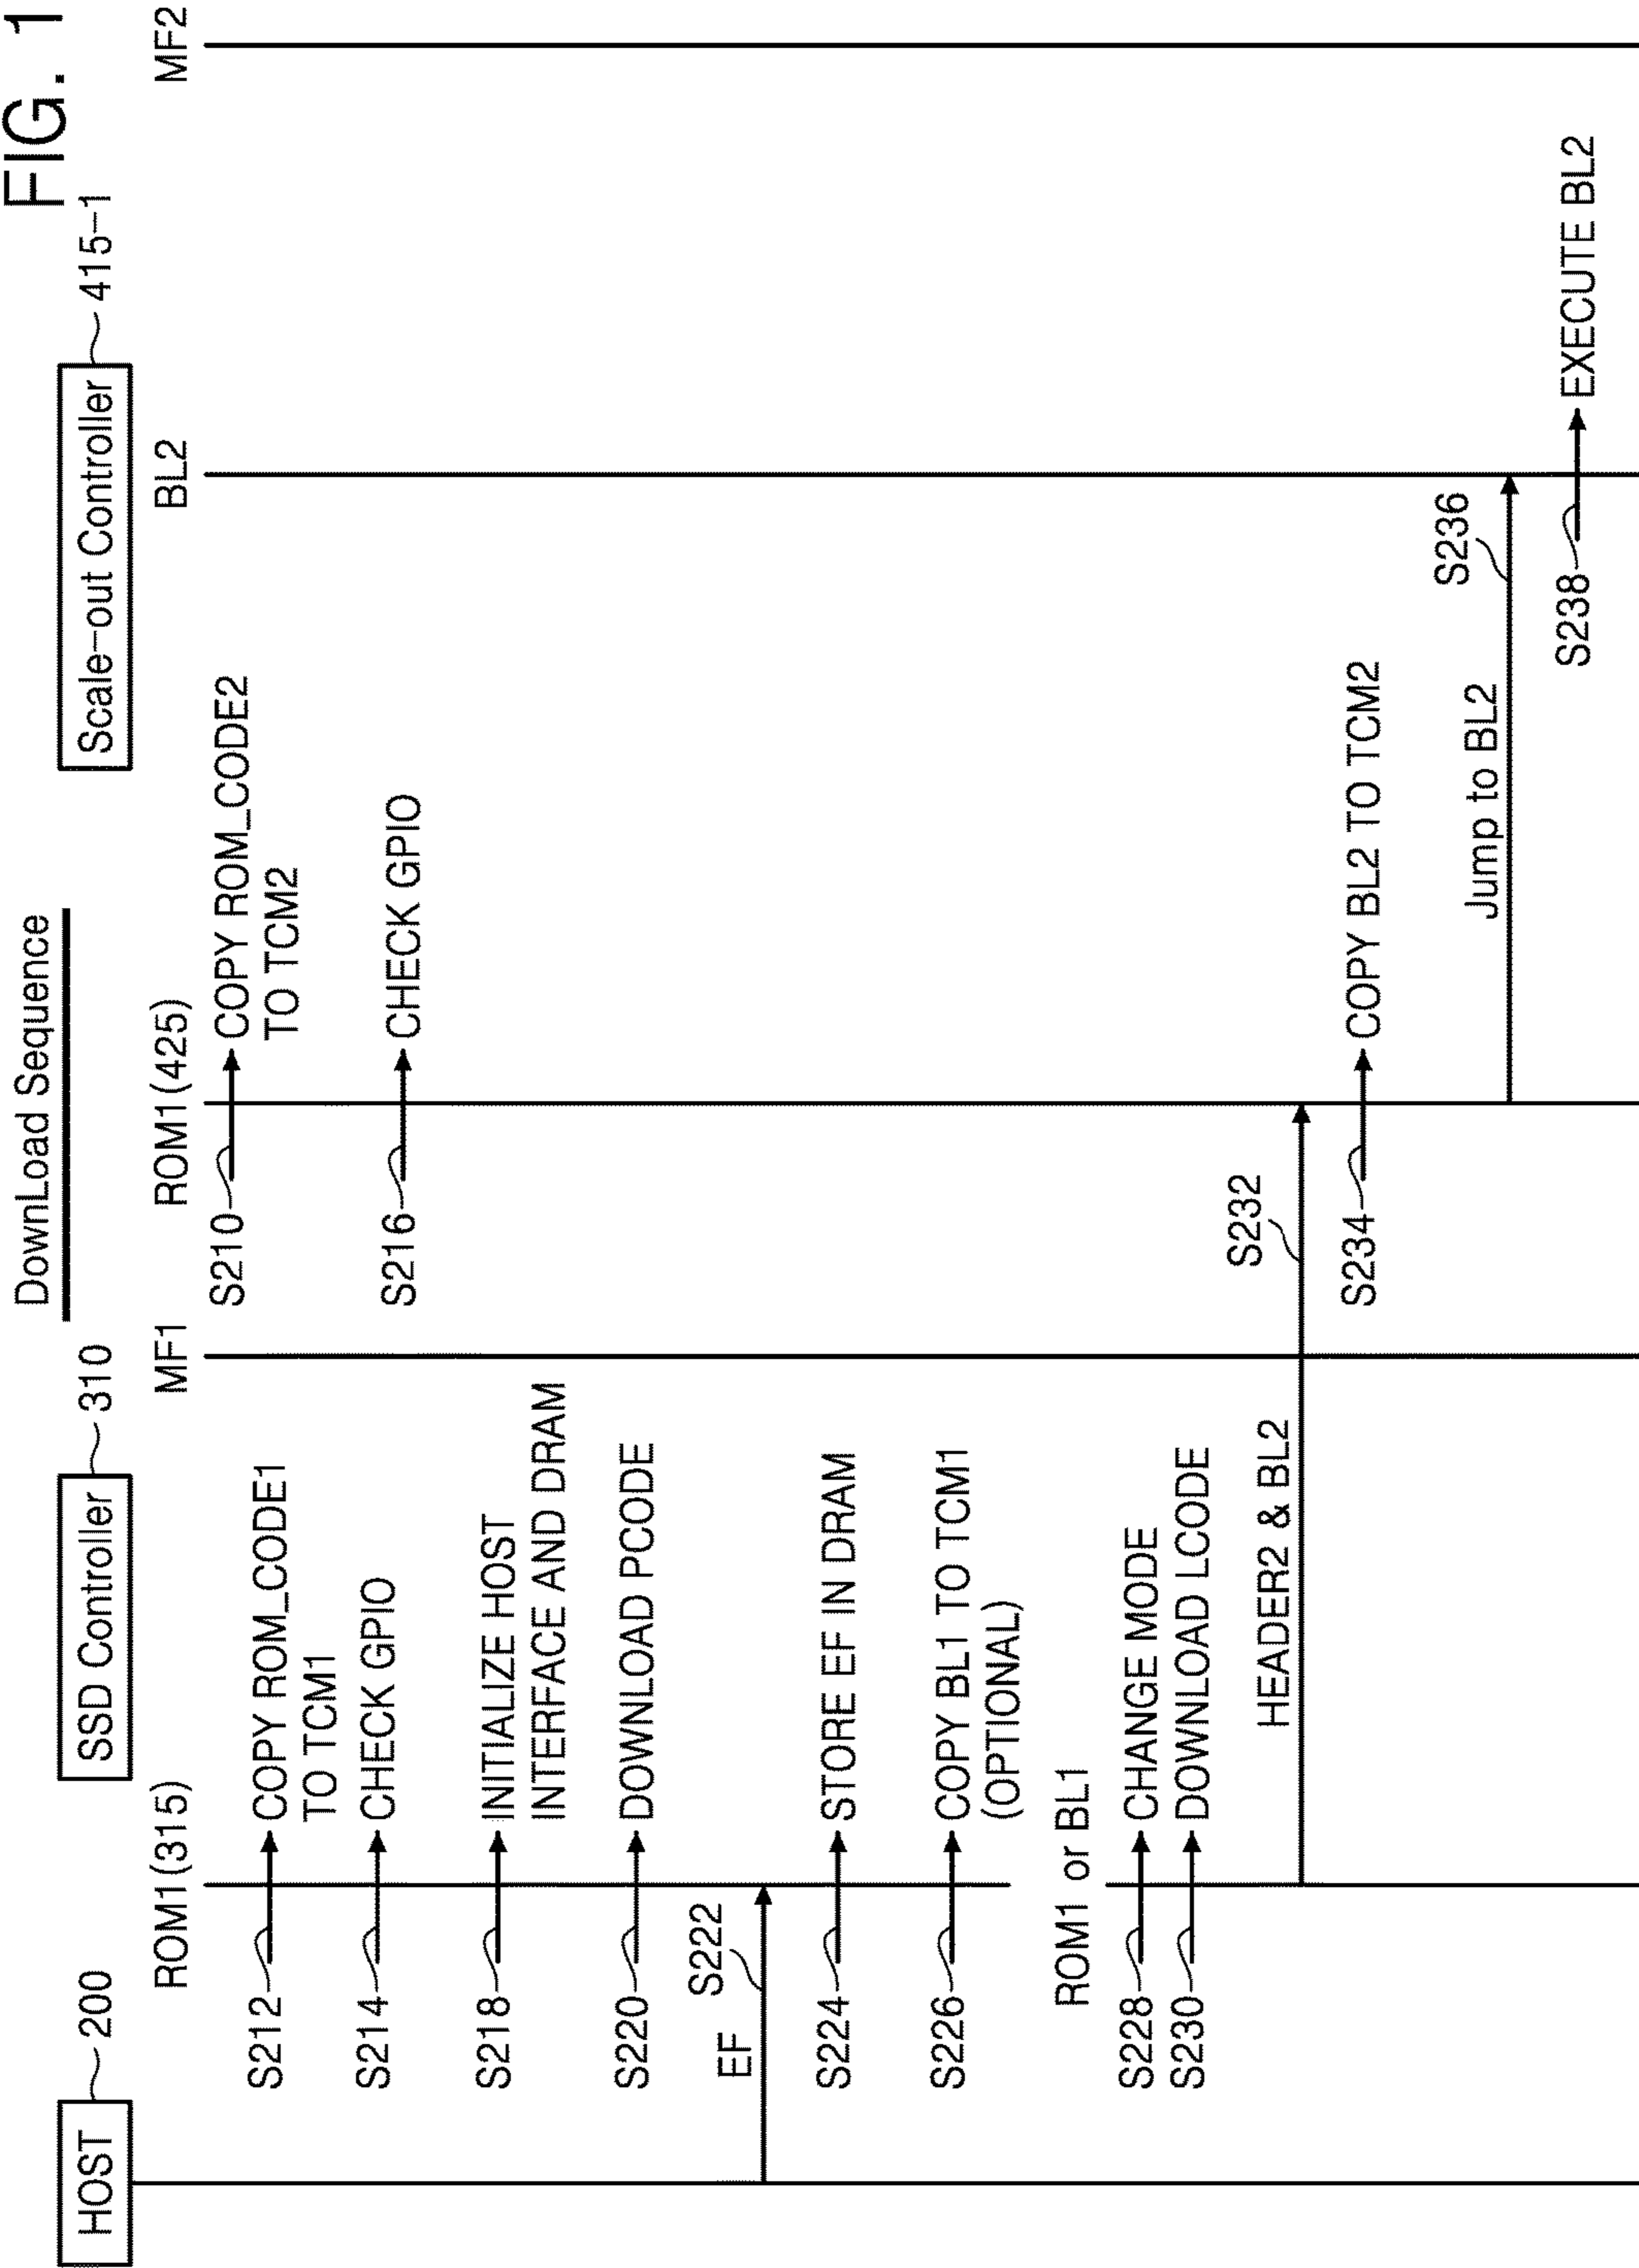 FIG. 1
DownLoad Sequence
HOST
200
SSD Controller
310
Scale-out Controller
415-1
ROM1(315)
MF1
ROM1(425)
BL2
MF2
S210
COPY ROM_CODE2
TO TCM2
S212
COPY ROM_CODE1
TO TCM1
S214
CHECK GPIO
S216
CHECK GPIO
S218
INITIALIZE HOST
INTERFACE AND DRAM
S220
DOWNLOAD PCODE
EF
S222
S224
STORE EF IN DRAM
S226
COPY BL1 TO TCM1
(OPTIONAL)
ROM1 or BL1
S228
CHANGE MODE
S230
DOWNLOAD LCODE
HEADER2 & BL2
S232
S234
COPY BL2 TO TCM2
Jump to BL2
S236
S238
EXECUTE BL2